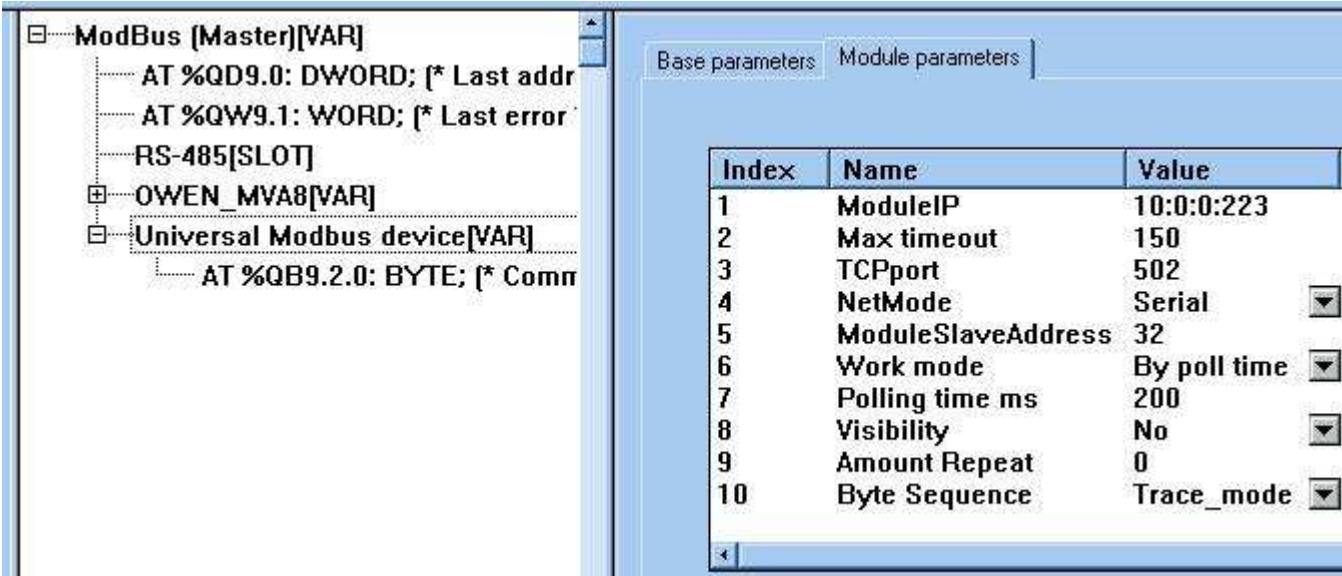 ModBus (Master)[VAR]
AT %QD9.0: DWORD; (* Last addr
AT %QW9.1: WORD; (* Last error
RS-485[SLOT]
OWEN_MVA8[VAR]
Universal Modbus device[VAR]
AT %QB9.2.0: BYTE; (* Comm
Base parameters Module parameters
Index Name Value
1 ModuleIP 10:0:0:223
2 Max timeout 150
3 TCPport 502
4 NetMode Serial
5 ModuleSlaveAddress 32
6 Work mode By poll time
7 Polling time ms 200
8 Visibility No
9 Amount Repeat 0
10 Byte Sequence Trace_mode